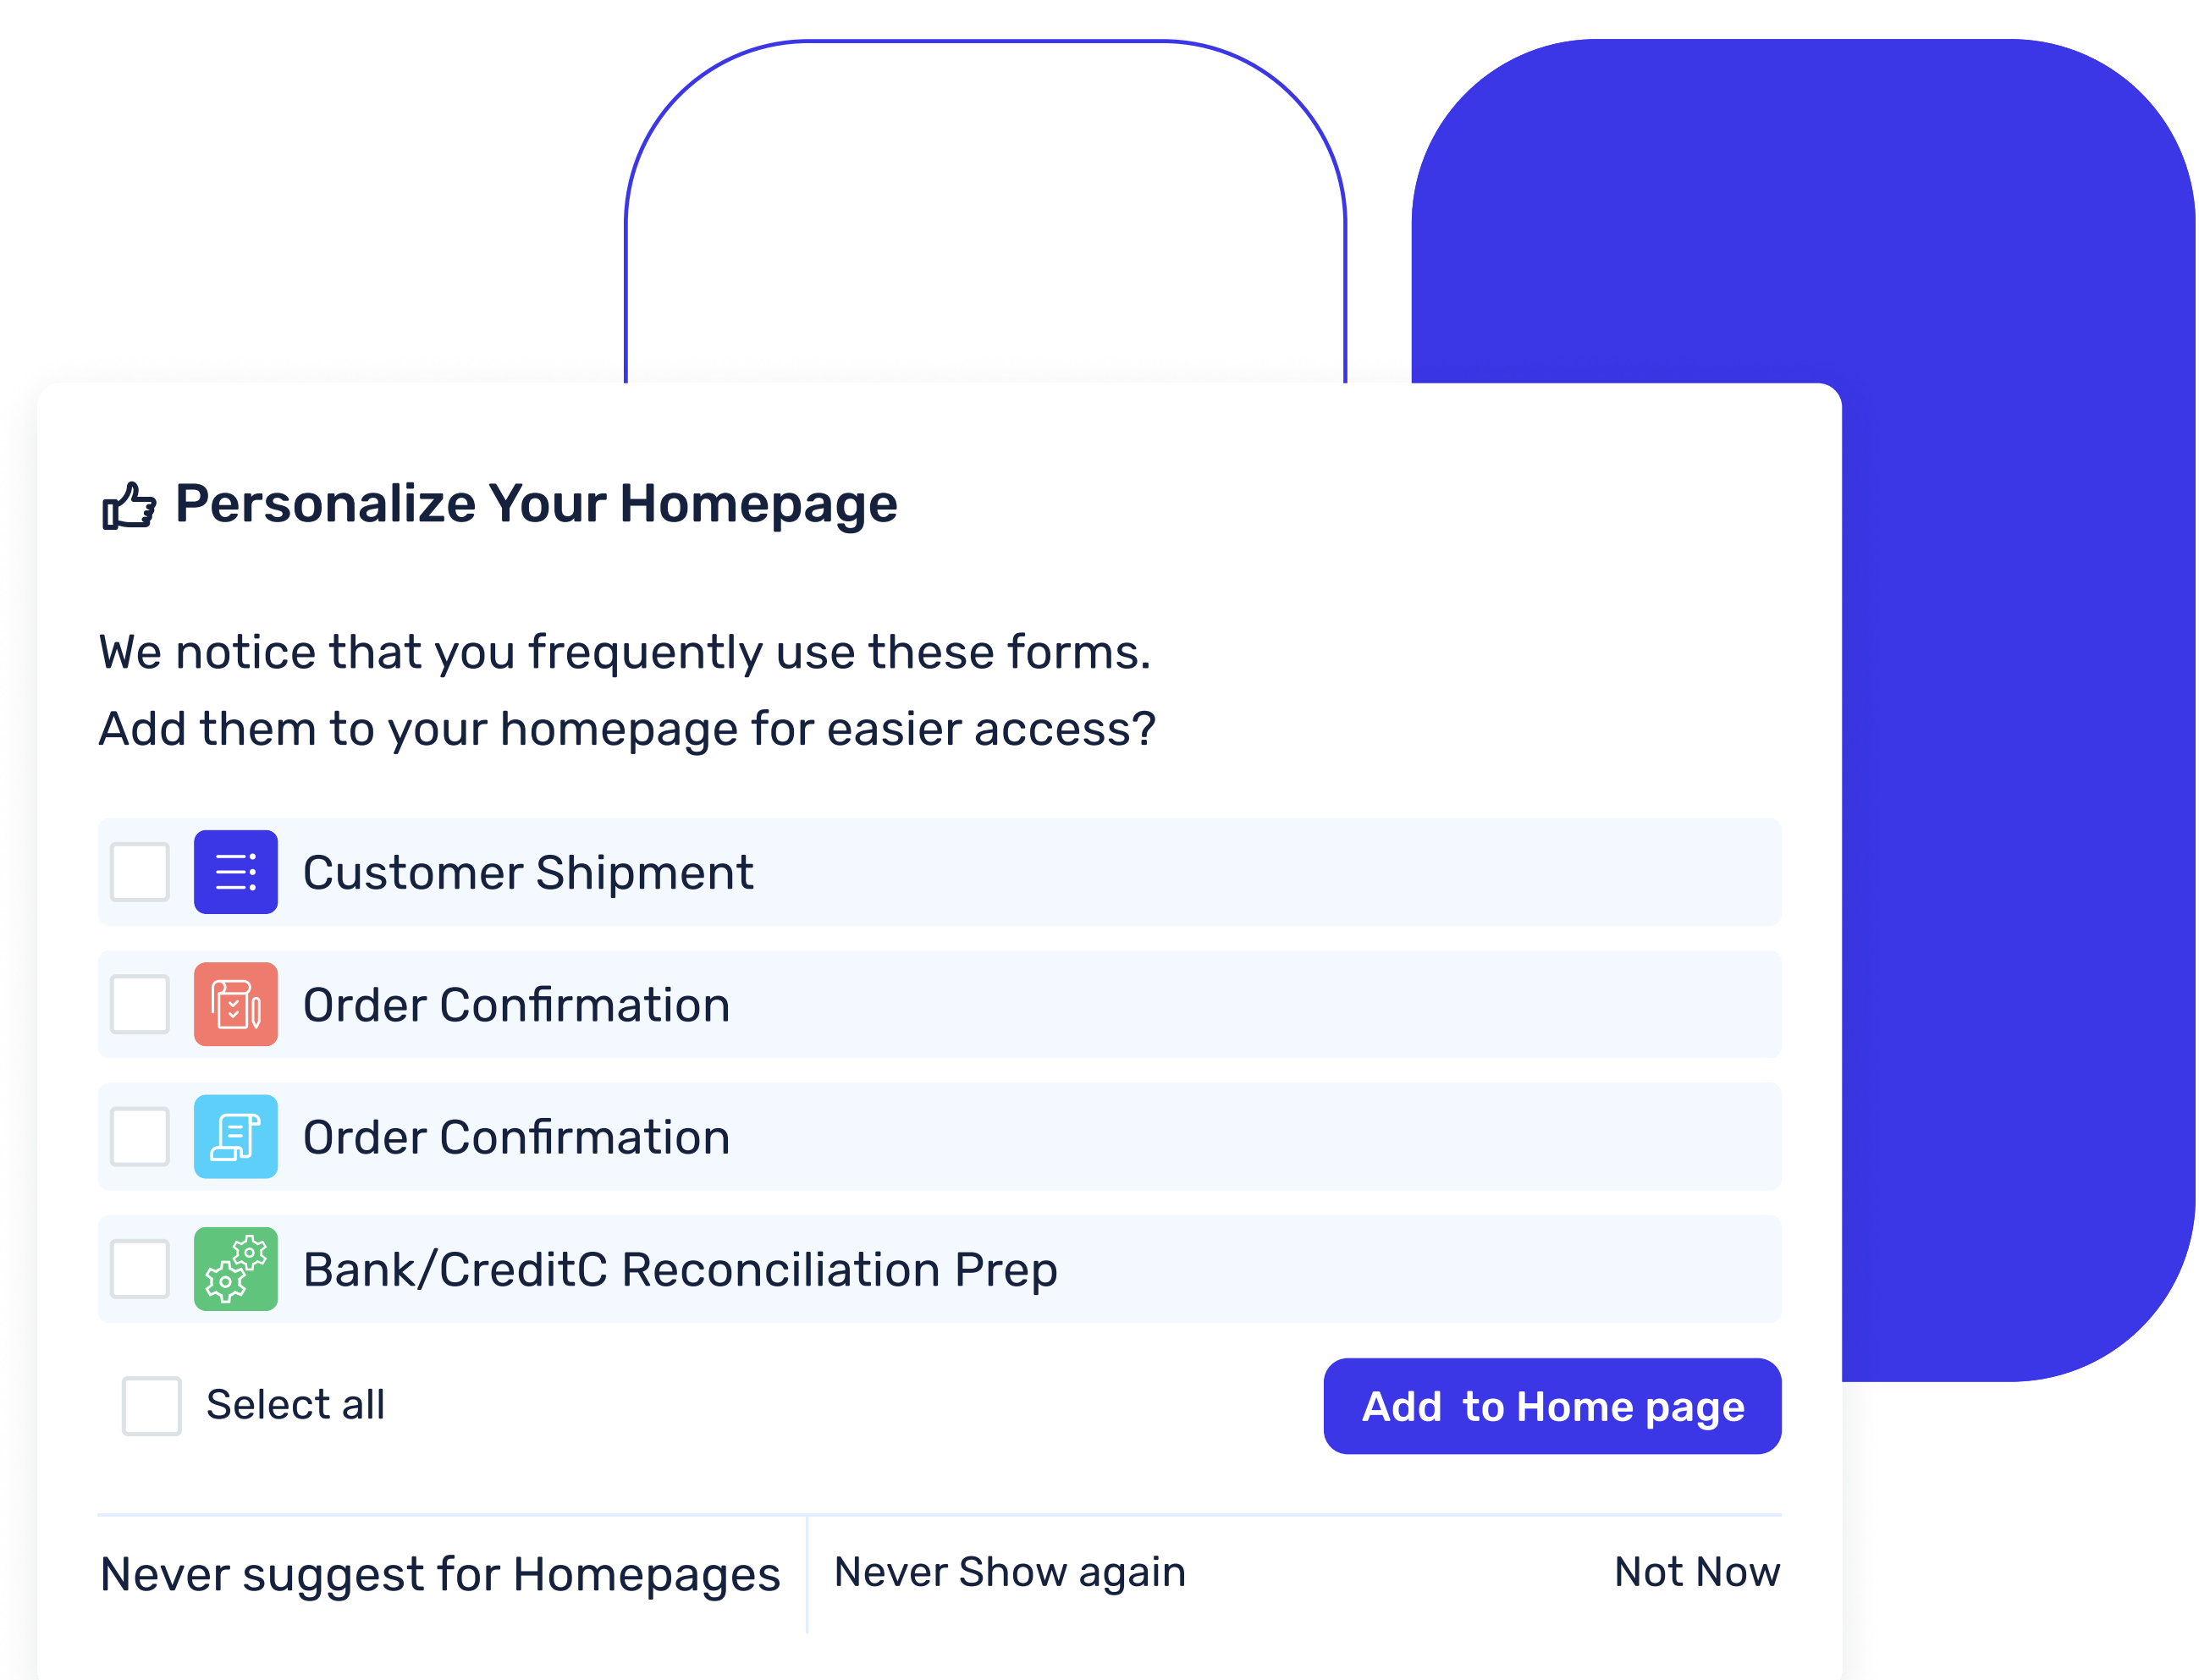 Personalize Your Homepage
We notice that you frequently use these forms.
Add them to your homepage for easier access?
Customer Shipment
Order Confirmation
Order Confirmation
Bank/CreditC Reconciliation Prep
Select all
Add to Home page
Never suggest for Homepages
Never Show again
Not Now